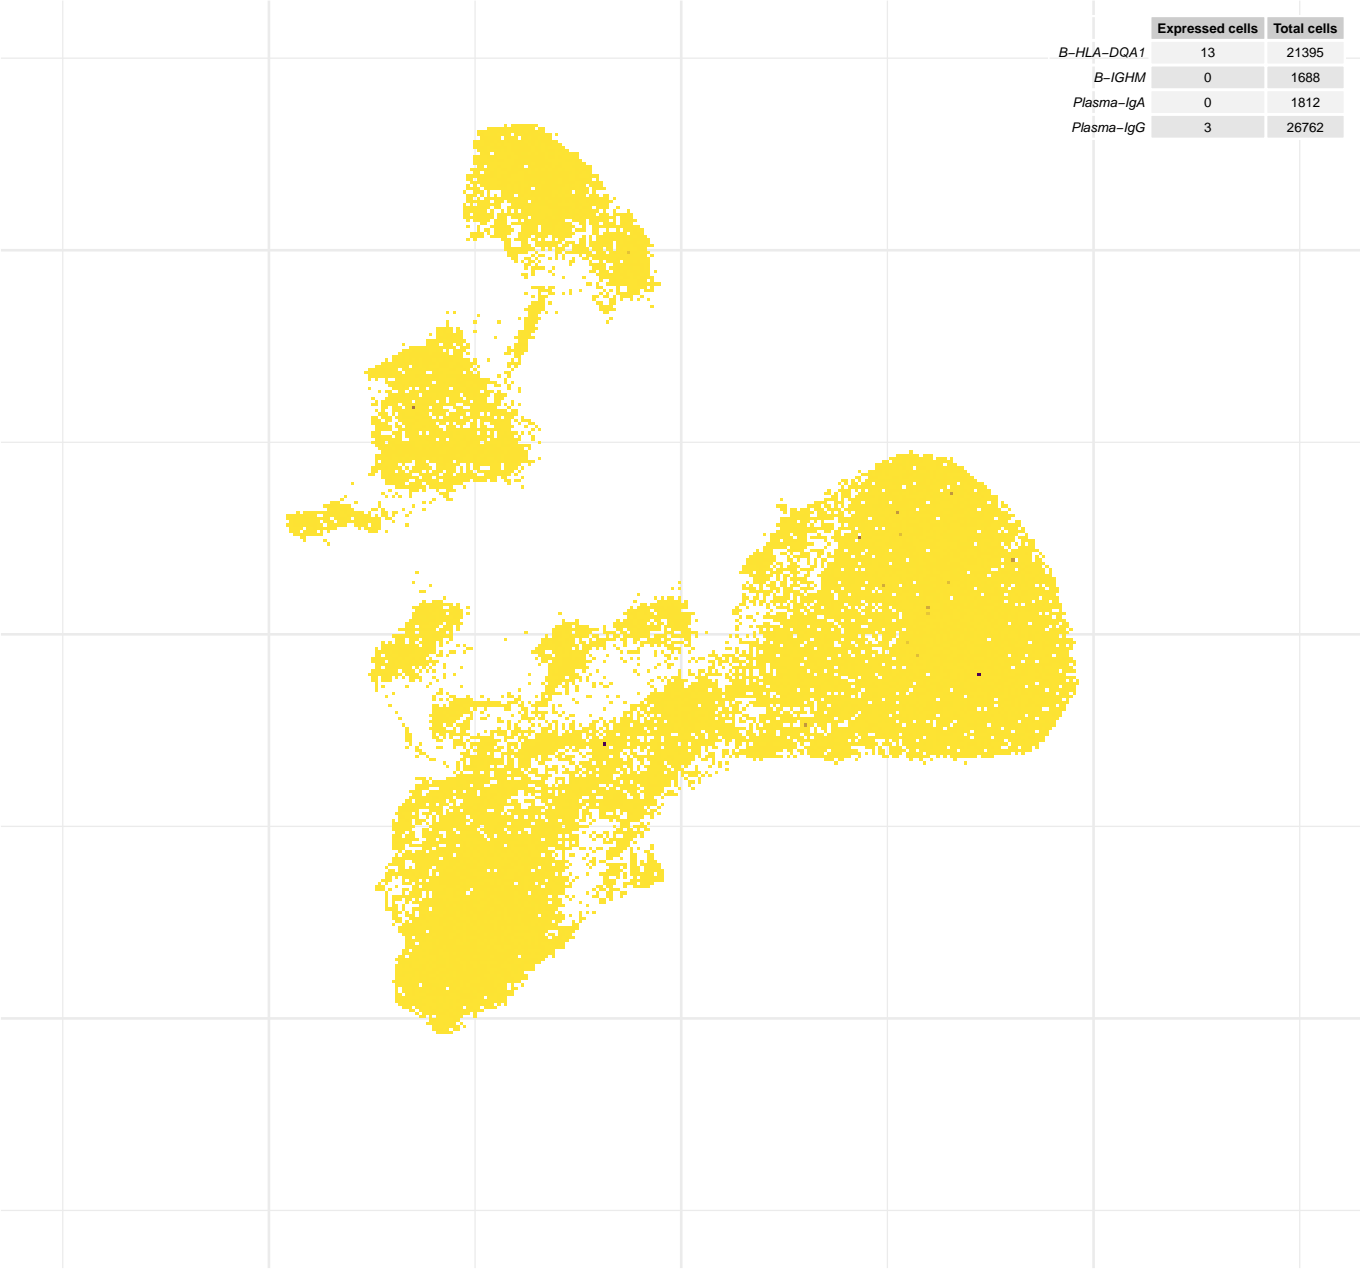 Expressed cells Total cells
B−HLA−DQA1 13 21395
B−IGHM 0 1688
Plasma−IgA 0 1812
Plasma−IgG 3 26762